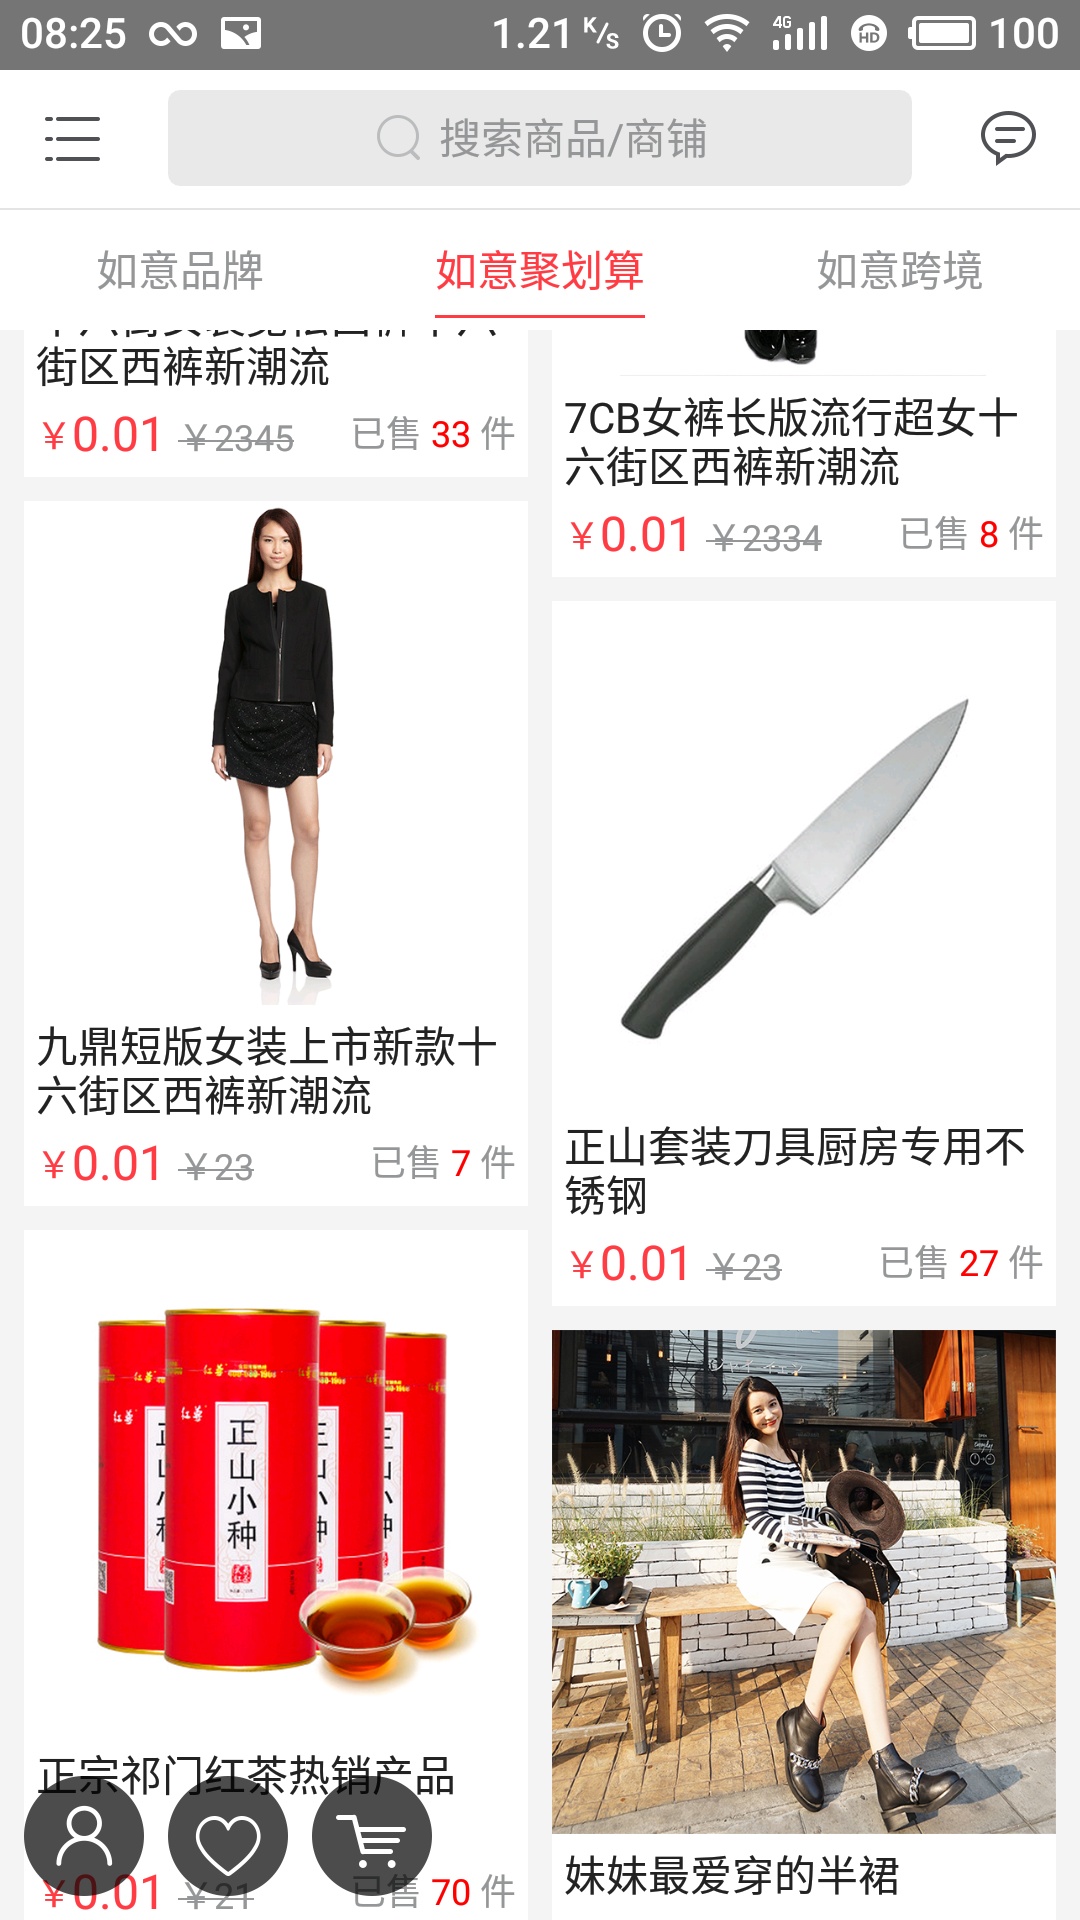 08:25
1.21 K/s
4G
HD
100
搜索商品/商铺
如意品牌
如意聚划算
如意跨境
街区西裤新潮流
¥0.01 ¥2345 已售 33 件
7CB女裤长版流行超女十
六街区西裤新潮流
¥0.01 ¥2334 已售 8 件
九鼎短版女装上市新款十
六街区西裤新潮流
¥0.01 ¥23 已售 7 件
正山套装刀具厨房专用不
锈钢
¥0.01 ¥23 已售 27 件
正山小种
正宗祁门红茶热销产品
¥0.01 ¥21 已售 70 件
妹妹最爱穿的半裙